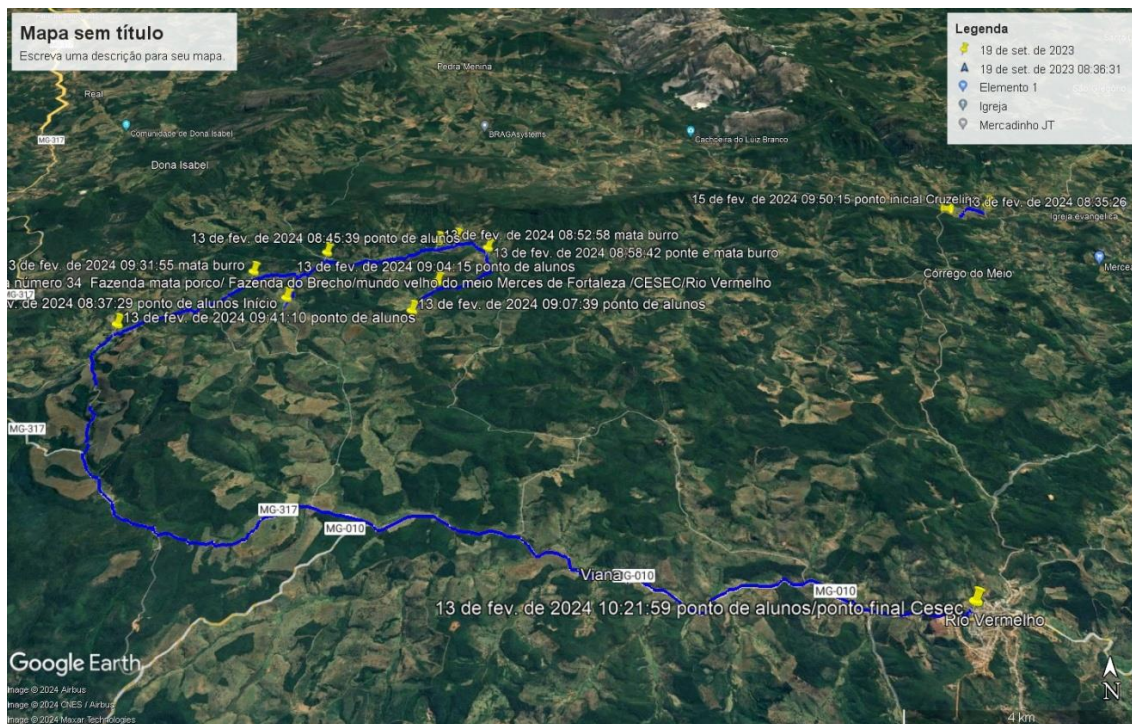 Mapa sem título
Escreva uma descrição para seu mapa.
Legenda
19 de set. de 2023
19 de set. de 2023 08:36:31
Elemento 1
Igreja
Mercadinho JT
Pedra Menina
Real
Comunidade de Dona Isabel
BRAGAsystems
Cachoeira do Luiz Branco
MG-317
Dona Isabel
15 de fev. de 2024 09:50:15 ponto inicial Cruzelin
13 de fev. de 2024 08:35:26
Igreja evangelica
13 de fev. de 2024 08:45:39 ponto de alunos
13 de fev. de 2024 08:52:58 mata burro
13 de fev. de 2024 08:58:42 ponte e mata burro
3 de fev. de 2024 09:31:55 mata burro
13 de fev. de 2024 09:04:15 ponto de alunos
Córrego do Meio
Mercea
a número 34 Fazenda mata porco/ Fazenda do Brecho/mundo velho do meio Merces de Fortaleza /CESEC/Rio Vermelho
MG-317
v. de 2024 08:37:29 ponto de alunos Início
13 de fev. de 2024 09:07:39 ponto de alunos
13 de fev. de 2024 09:41:10 ponto de alunos
MG-317
MG-317
MG-010
Viana
MG-010
MG-010
13 de fev. de 2024 10:21:59 ponto de alunos/ponto final Cesec
Rio Vermelho
Google Earth
Image © 2024 Airbus
Image © 2024 CNES / Airbus
Image © 2024 Maxar Technologies
N
4 km